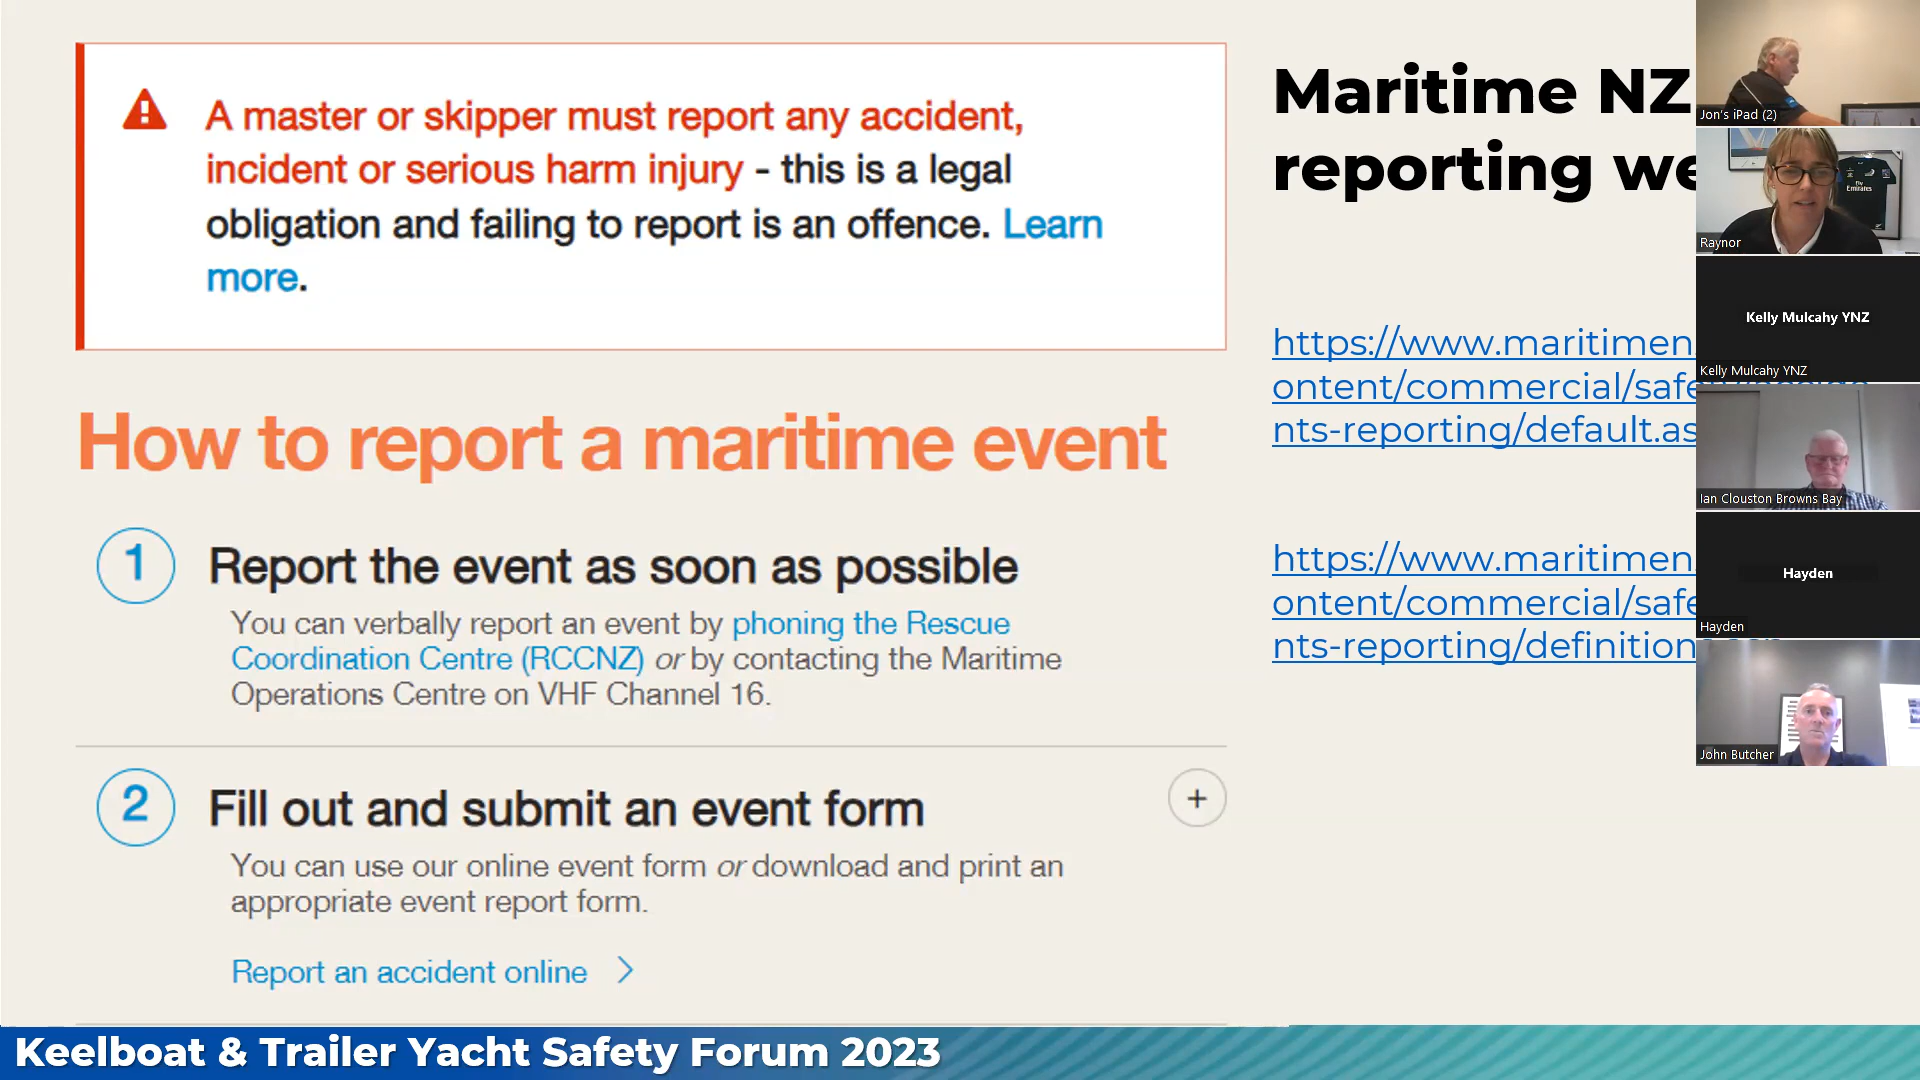 A master or skipper must report any accident,
incident or serious harm injury - this is a legal
obligation and failing to report is an offence. Learn
more.
How to report a maritime event
1
Report the event as soon as possible
You can verbally report an event by phoning the Rescue
Coordination Centre (RCCNZ) or by contacting the Maritime
Operations Centre on VHF Channel 16.
2
Fill out and submit an event form
+
You can use our online event form or download and print an
appropriate event report form.
Report an accident online >
Maritime NZ
reporting we
https://www.maritimen
ontent/commercial/safe
nts-reporting/default.as
https://www.maritimen
ontent/commercial/safe
nts-reporting/definition
Jon's iPad (2)
Fly
Emirates
Raynor
Kelly Mulcahy YNZ
Kelly Mulcahy YNZ
Ian Clouston Browns Bay
Hayden
Hayden
John Butcher
Keelboat & Trailer Yacht Safety Forum 2023